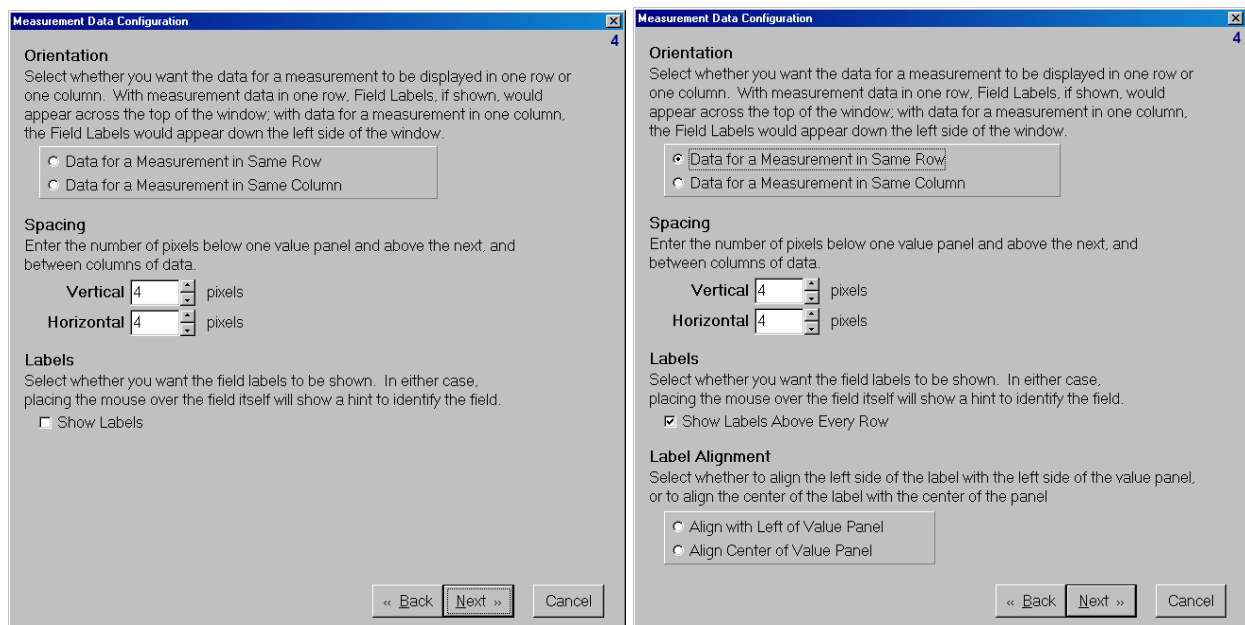 Measurement Data Configuration
4
Orientation
Select whether you want the data for a measurement to be displayed in one row or
one column.  With measurement data in one row, Field Labels, if shown, would
appear across the top of the window; with data for a measurement in one column,
the Field Labels would appear down the left side of the window.
Data for a Measurement in Same Row
Data for a Measurement in Same Column
Spacing
Enter the number of pixels below one value panel and above the next, and
between columns of data.
Vertical 4 pixels
Horizontal 4 pixels
Labels
Select whether you want the field labels to be shown.  In either case,
placing the mouse over the field itself will show a hint to identify the field.
Show Labels
« Back Next » Cancel
Measurement Data Configuration
4
Orientation
Select whether you want the data for a measurement to be displayed in one row or
one column.  With measurement data in one row, Field Labels, if shown, would
appear across the top of the window; with data for a measurement in one column,
the Field Labels would appear down the left side of the window.
Data for a Measurement in Same Row
Data for a Measurement in Same Column
Spacing
Enter the number of pixels below one value panel and above the next, and
between columns of data.
Vertical 4 pixels
Horizontal 4 pixels
Labels
Select whether you want the field labels to be shown.  In either case,
placing the mouse over the field itself will show a hint to identify the field.
Show Labels Above Every Row
Label Alignment
Select whether to align the left side of the label with the left side of the value panel,
or to align the center of the label with the center of the panel
Align with Left of Value Panel
Align Center of Value Panel
« Back Next » Cancel